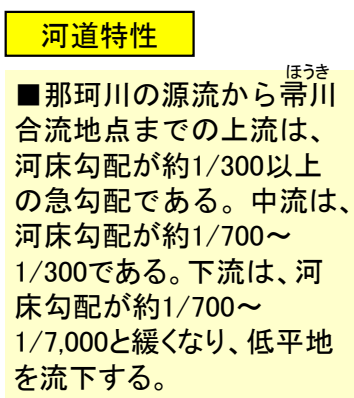 河道特性
ほうき
■那珂川の源流から帚川
合流地点までの上流は、
河床勾配が約1/300以上
の急勾配である。中流は、
河床勾配が約1/700～
1/300である。下流は、河
床勾配が約1/700～
1/7,000と緩くなり、低平地
を流下する。